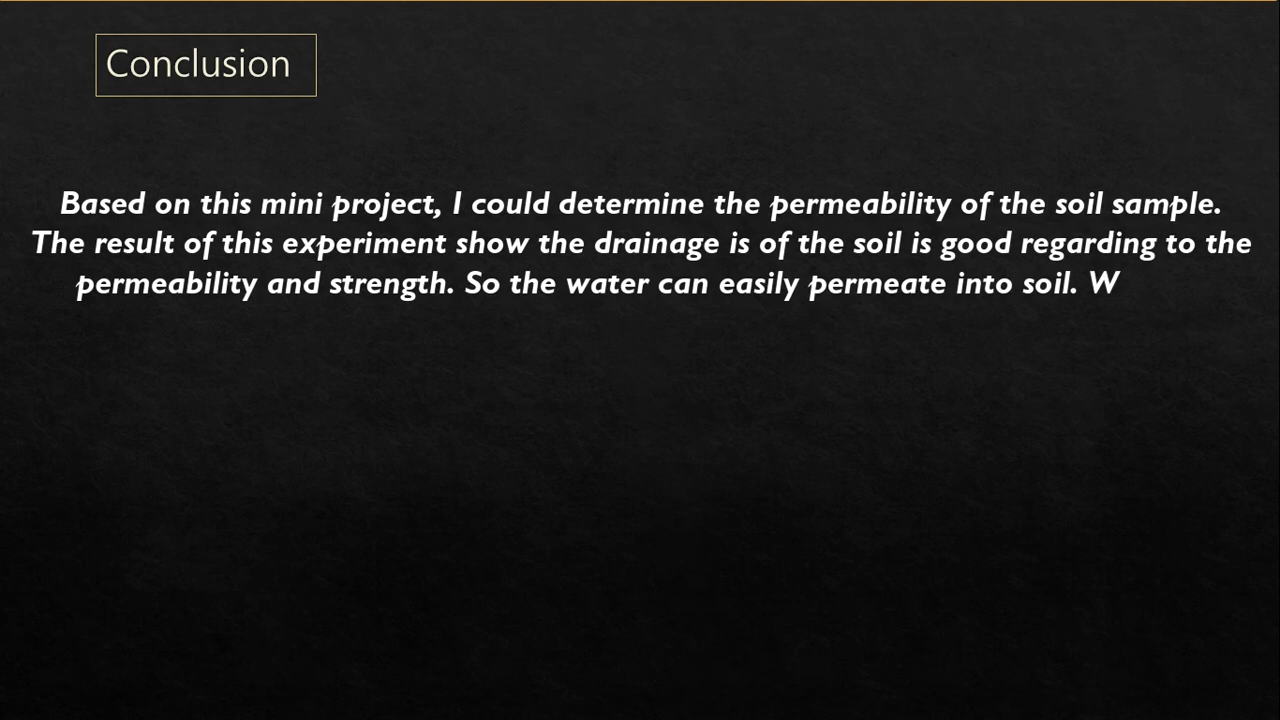 Conclusion
Based on this mini project, I could determine the permeability of the soil sample.
The result of this experiment show the drainage is of the soil is good regarding to the
permeability and strength. So the water can easily permeate into soil. W